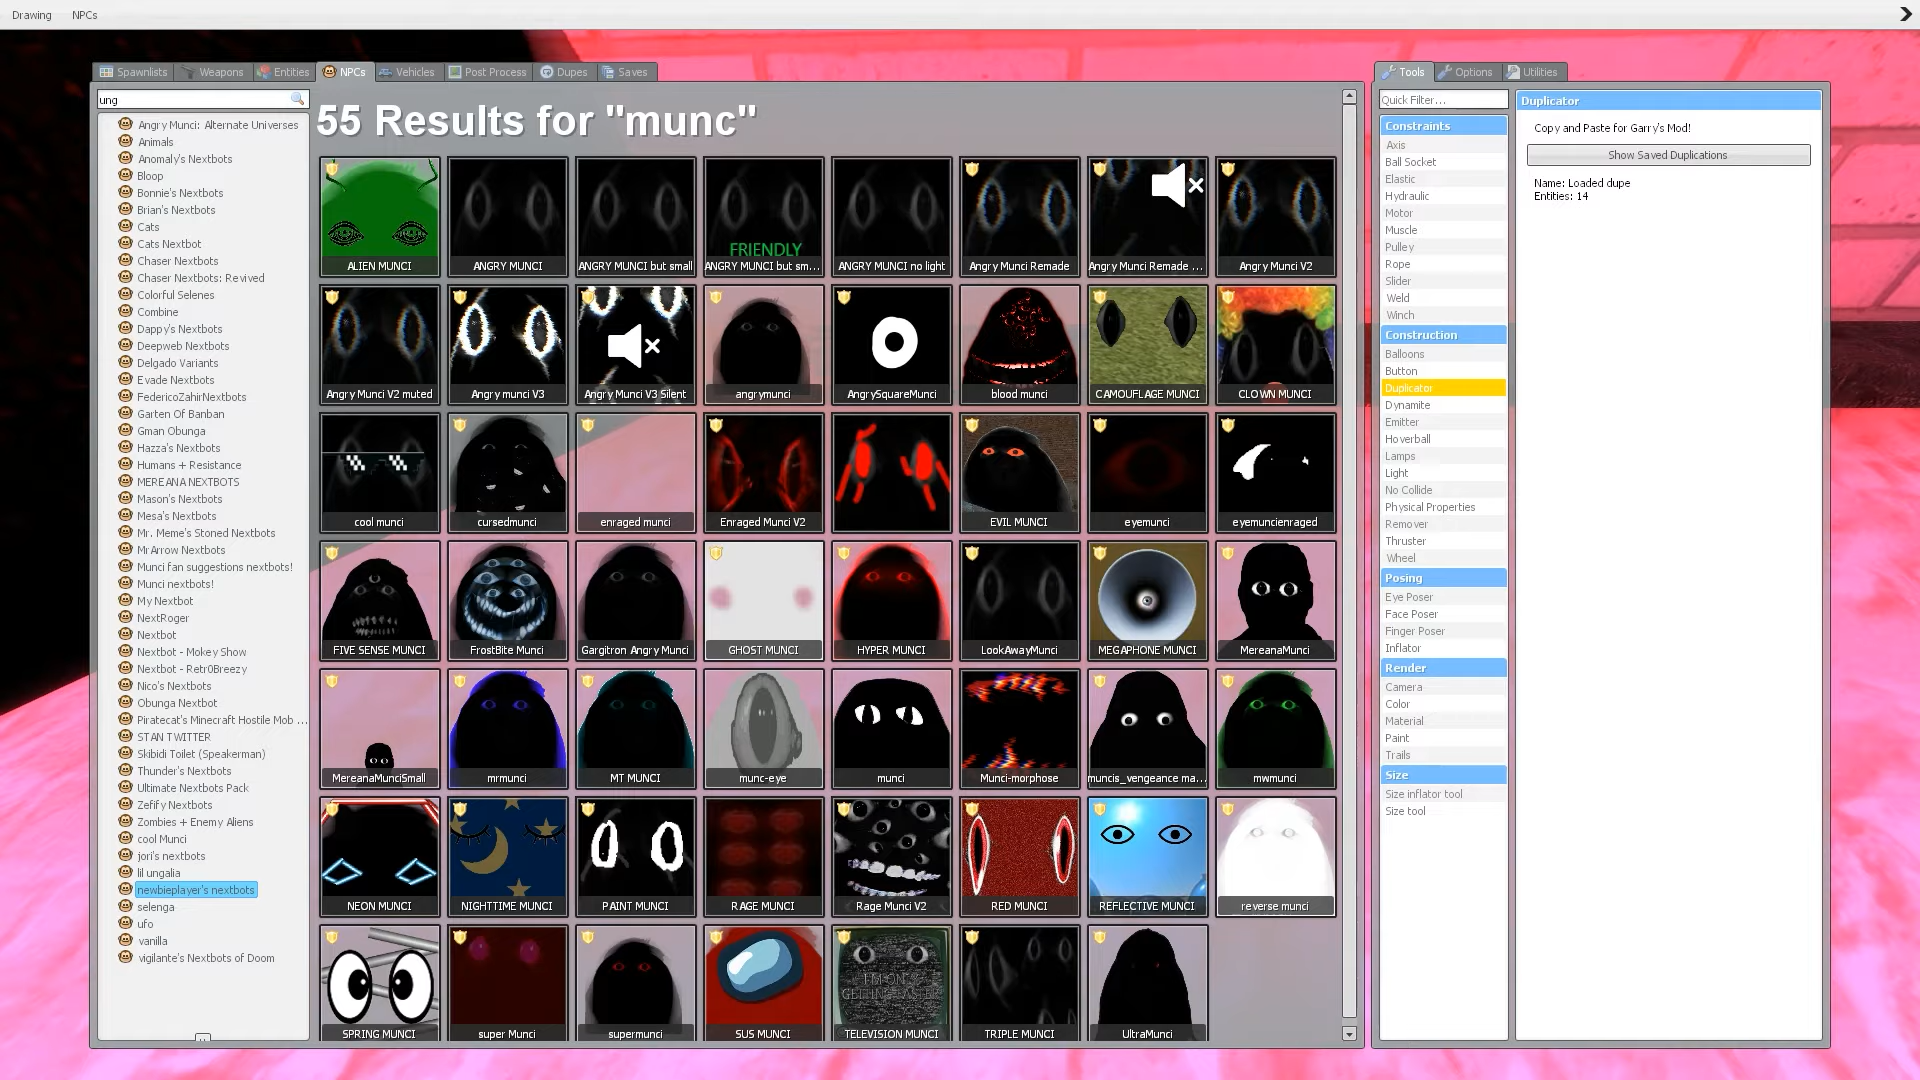 Drawing NPCs
Spawnlists Weapons Entities NPCs Vehicles Post Process Dupes Saves
ung
Angry Munci: Alternate Universes
Animals
Anomaly's Nextbots
Bloop
Bonnie's Nextbots
Brian's Nextbots
Cats
Cats Nextbot
Chaser Nextbots
Chaser Nextbots: Revived
Colorful Selenes
Combine
Dappy's Nextbots
Deepweb Nextbots
Delgado Variants
Evade Nextbots
FedericoZahirNextbots
Garten Of Banban
Gman Obunga
Hazza's Nextbots
Humans + Resistance
MEREANA NEXTBOTS
Mason's Nextbots
Mesa's Nextbots
Mr. Meme's Stoned Nextbots
MrArrow Nextbots
Munci fan suggestions nextbots!
Munci nextbots!
My Nextbot
NextRoger
Nextbot
Nextbot - Mokey Show
Nextbot - Retr0Breezy
Nico's Nextbots
Obunga Nextbot
Piratecat's Minecraft Hostile Mob ...
STAN TWITTER
Skibidi Toilet (Speakerman)
Thunder's Nextbots
Ultimate Nextbots Pack
Zefify Nextbots
Zombies + Enemy Aliens
cool Munci
jori's nextbots
lil ungalia
newbieplayer's nextbots
selenga
ufo
vanilla
vigilante's Nextbots of Doom
55 Results for "munc"
FRIENDLY
ALIEN MUNCI ANGRY MUNCI ANGRY MUNCI but small ANGRY MUNCI but sm... ANGRY MUNCI no light Angry Munci Remade Angry Munci Remade ... Angry Munci V2
Angry Munci V2 muted Angry munci V3 Angry Munci V3 Silent angrymunci AngrySquareMunci blood munci CAMOUFLAGE MUNCI CLOWN MUNCI
cool munci cursedmunci enraged munci Enraged Munci V2 EVIL MUNCI eyemunci eyemuncienraged
FIVE SENSE MUNCI FrostBite Munci Gargitron Angry Munci GHOST MUNCI HYPER MUNCI LookAwayMunci MEGAPHONE MUNCI MereanaMunci
MereanaMunciSmall mrmunci MT MUNCI munc-eye munci Munci-morphose muncis_vengeance ma... mwmunci
NEON MUNCI NIGHTTIME MUNCI PAINT MUNCI RAGE MUNCI Rage Munci V2 RED MUNCI REFLECTIVE MUNCI reverse munci
SPRING MUNCI super Munci supermunci SUS MUNCI TELEVISION MUNCI TRIPLE MUNCI UltraMunci
Tools Options Utilities
Quick Filter...
Constraints
Axis
Ball Socket
Elastic
Hydraulic
Motor
Muscle
Pulley
Rope
Slider
Weld
Winch
Construction
Balloons
Button
Duplicator
Dynamite
Emitter
Hoverball
Lamps
Light
No Collide
Physical Properties
Remover
Thruster
Wheel
Posing
Eye Poser
Face Poser
Finger Poser
Inflator
Render
Camera
Color
Material
Paint
Trails
Size
Size inflator tool
Size tool
Duplicator
Copy and Paste for Garry's Mod!
Show Saved Duplications
Name: Loaded dupe
Entities: 14